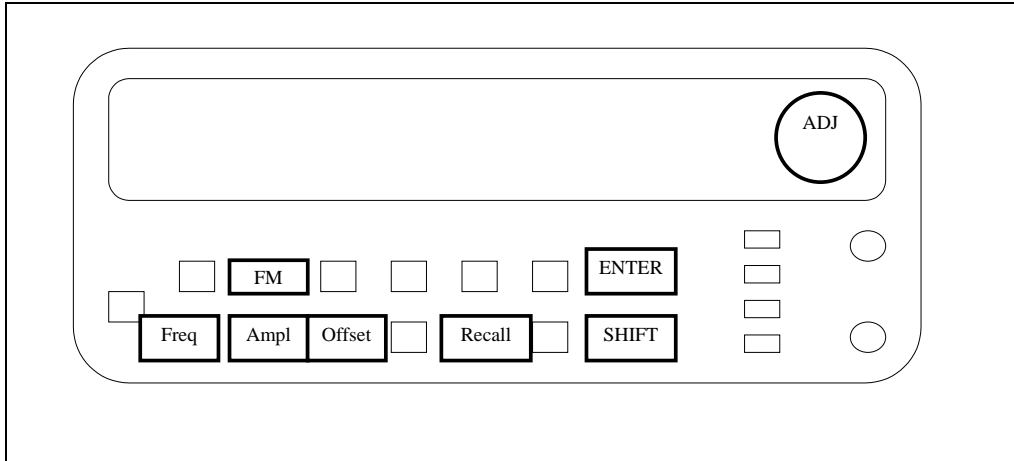 ADJ
FM
ENTER
Freq
Ampl
Offset
Recall
SHIFT